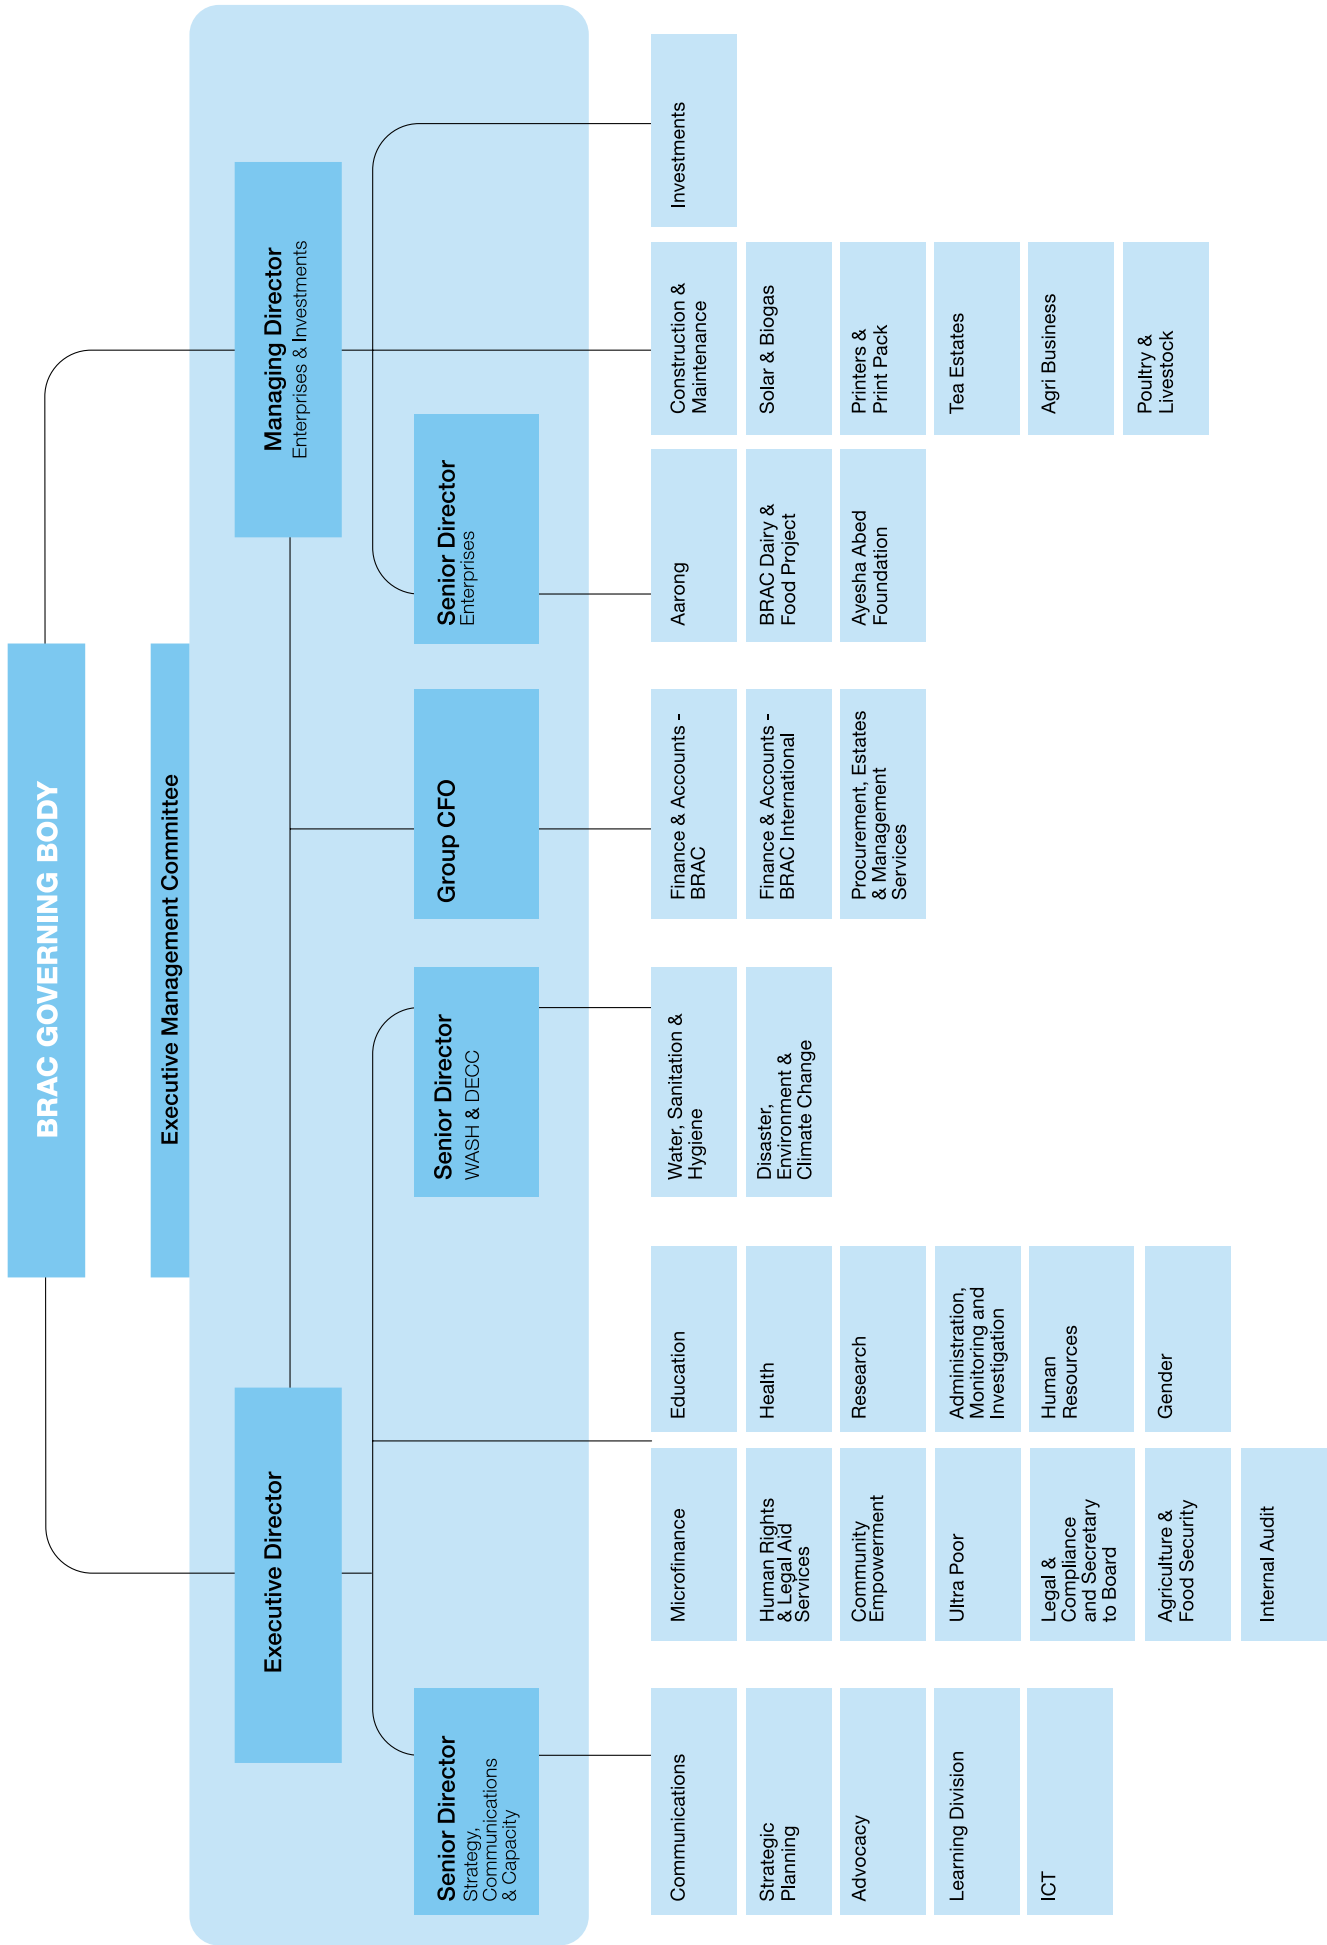 BRAC GOVERNING BODY
Executive Management Committee
Executive Director
Managing Director
Enterprises & Investments
Senior Director
Strategy,
Communications
& Capacity
Senior Director
WASH & DECC
Group CFO
Senior Director
Enterprises
Communications
Strategic
Planning
Advocacy
Learning Division
ICT
Microfinance
Human Rights
& Legal Aid
Services
Community
Empowerment
Ultra Poor
Legal &
Compliance
and Secretary
to Board
Agriculture &
Food Security
Internal Audit
Education
Health
Research
Administration,
Monitoring and
Investigation
Human
Resources
Gender
Water, Sanitation &
Hygiene
Disaster,
Environment &
Climate Change
Finance & Accounts -
BRAC
Finance & Accounts -
BRAC International
Procurement, Estates
& Management
Services
Aarong
BRAC Dairy &
Food Project
Ayesha Abed
Foundation
Construction &
Maintenance
Solar & Biogas
Printers &
Print Pack
Tea Estates
Agri Business
Poultry &
Livestock
Investments